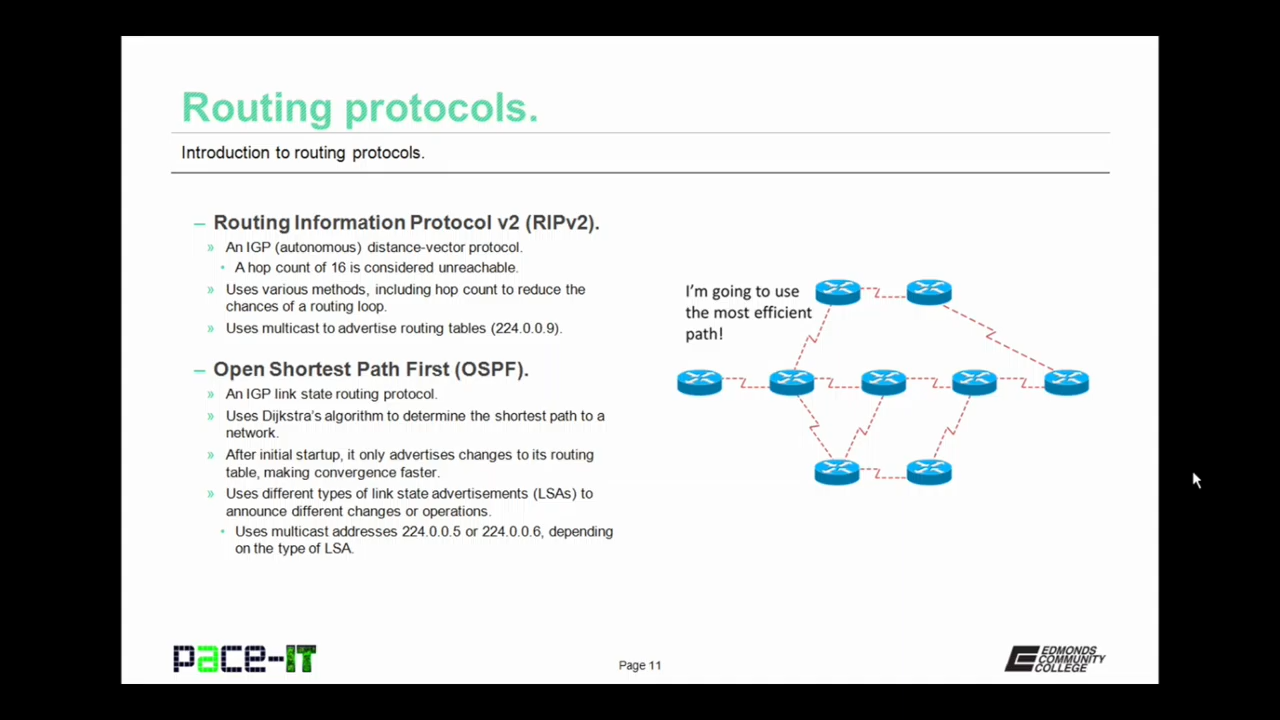 Routing protocols.
Introduction to routing protocols.
– Routing Information Protocol v2 (RIPv2).
» An IGP (autonomous) distance-vector protocol.
• A hop count of 16 is considered unreachable.
» Uses various methods, including hop count to reduce the
chances of a routing loop.
» Uses multicast to advertise routing tables (224.0.0.9).
– Open Shortest Path First (OSPF).
» An IGP link state routing protocol.
» Uses Dijkstra's algorithm to determine the shortest path to a
network.
» After initial startup, it only advertises changes to its routing
table, making convergence faster.
» Uses different types of link state advertisements (LSAs) to
announce different changes or operations.
• Uses multicast addresses 224.0.0.5 or 224.0.0.6, depending
on the type of LSA.
I'm going to use
the most efficient
path!
pace-IT
Page 11
EDMONDS
COMMUNITY
COLLEGE